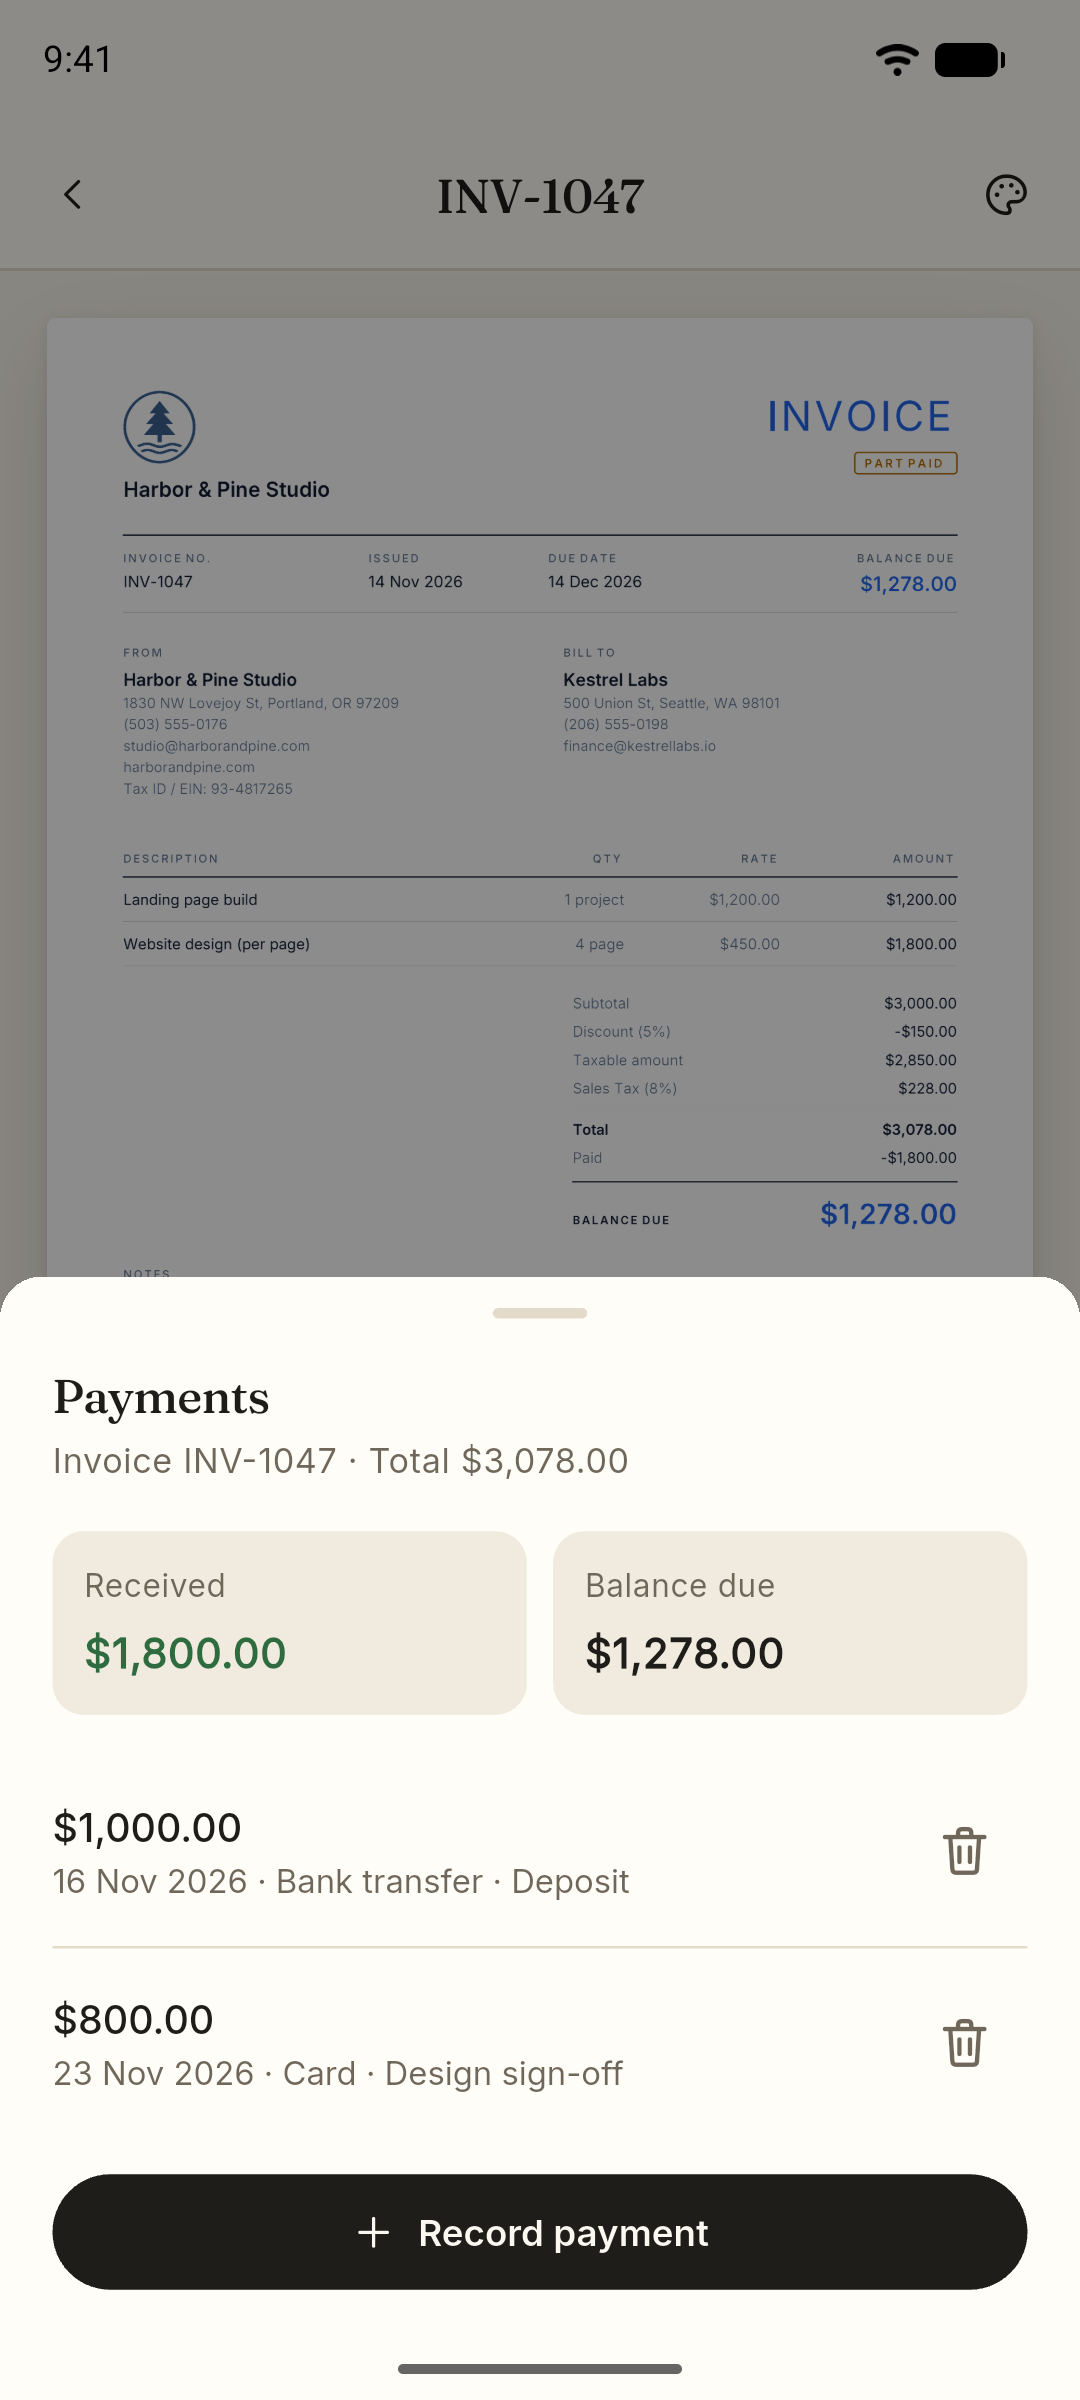 9:41
INV-1047
INVOICE
PART PAID
Harbor & Pine Studio
INVOICE NO. ISSUED DUE DATE BALANCE DUE
INV-1047 14 Nov 2026 14 Dec 2026 $1,278.00
FROM BILL TO
Harbor & Pine Studio Kestrel Labs
1830 NW Lovejoy St, Portland, OR 97209 500 Union St, Seattle, WA 98101
(503) 555-0176 (206) 555-0198
studio@harborandpine.com finance@kestrellabs.io
harborandpine.com
Tax ID / EIN: 93-4817265
DESCRIPTION QTY RATE AMOUNT
Landing page build 1 project $1,200.00 $1,200.00
Website design (per page) 4 page $450.00 $1,800.00
Subtotal $3,000.00
Discount (5%) -$150.00
Taxable amount $2,850.00
Sales Tax (8%) $228.00
Total $3,078.00
Paid -$1,800.00
BALANCE DUE $1,278.00
NOTES
Payments
Invoice INV-1047 · Total $3,078.00
Received Balance due
$1,800.00 $1,278.00
$1,000.00
16 Nov 2026 · Bank transfer · Deposit
$800.00
23 Nov 2026 · Card · Design sign-off
Record payment